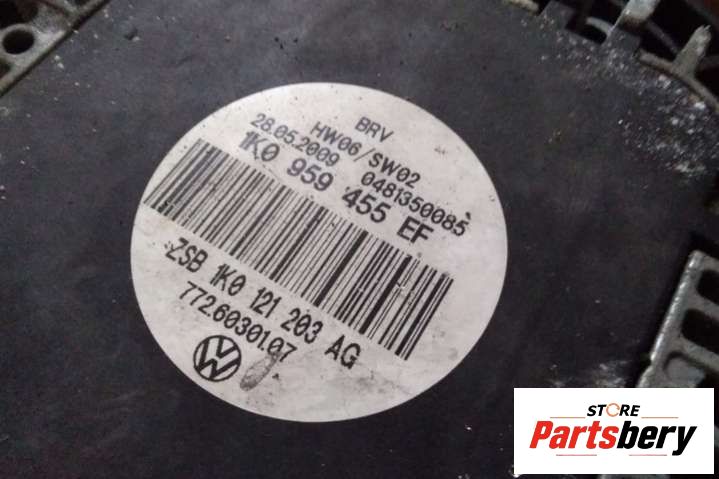 BRV
HW06/SW02
28.05.2009 0481350085
1K0 959 455 EF
ZSB 1K0 121 203 AG
7726030107
VW
STORE
Partsbery